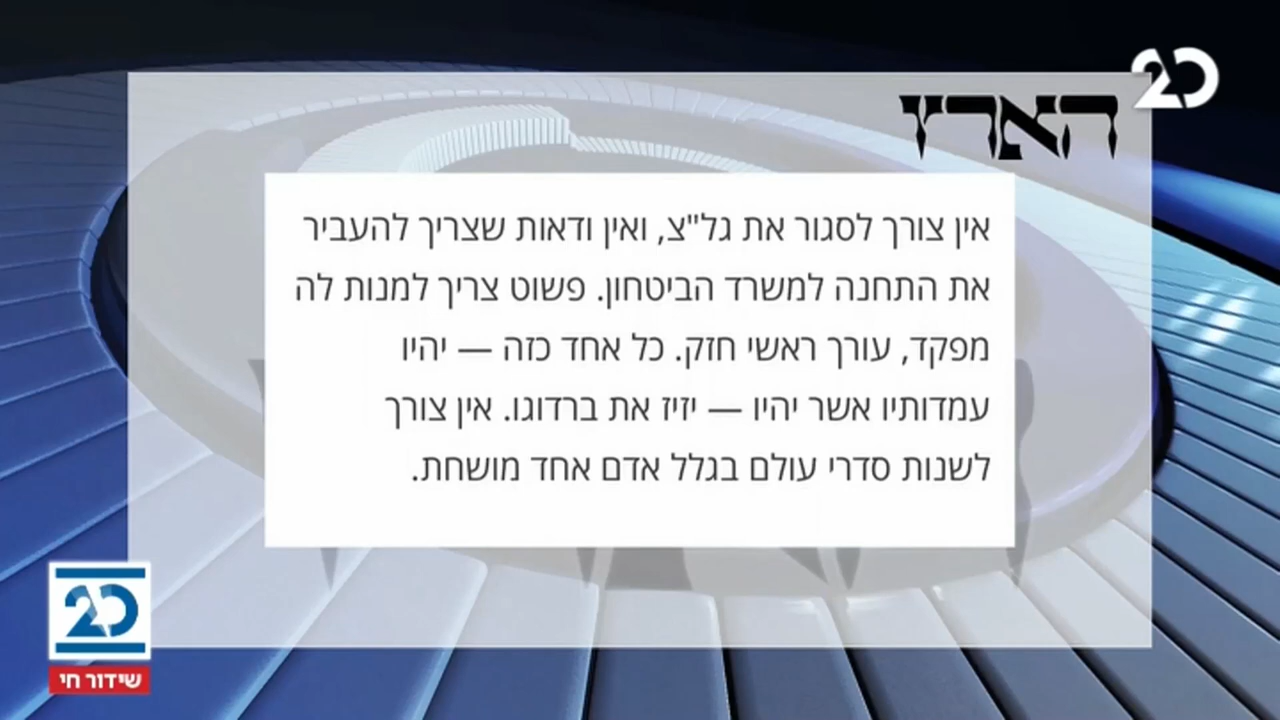 20
הארץ
אין צורך לסגור את גל"צ, ואין ודאות שצריך להעביר
את התחנה למשרד הביטחון. פשוט צריך למנות לה
מפקד, עורך ראשי חזק. כל אחד כזה — יהיו
עמדותיו אשר יהיו — יזיז את ברדוגו. אין צורך
לשנות סדרי עולם בגלל אדם אחד מושחת.
20
שידור חי